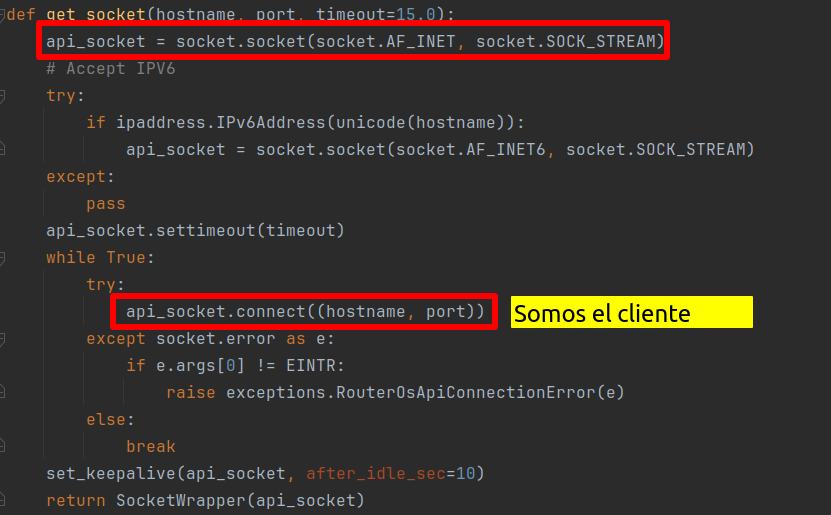 def get_socket(hostname, port, timeout=15.0):
    api_socket = socket.socket(socket.AF_INET, socket.SOCK_STREAM)
    # Accept IPV6
    try:
        if ipaddress.IPv6Address(unicode(hostname)):
            api_socket = socket.socket(socket.AF_INET6, socket.SOCK_STREAM)
    except:
        pass
    api_socket.settimeout(timeout)
    while True:
        try:
            api_socket.connect((hostname, port))
Somos el cliente
        except socket.error as e:
            if e.args[0] != EINTR:
                raise exceptions.RouterOsApiConnectionError(e)
        else:
            break
    set_keepalive(api_socket, after_idle_sec=10)
    return SocketWrapper(api_socket)